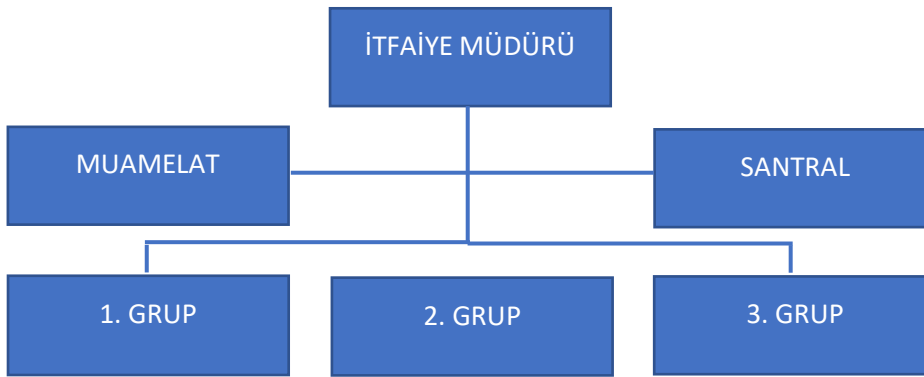 İTFAİYE MÜDÜRÜ
MUAMELAT
SANTRAL
1. GRUP
2. GRUP
3. GRUP